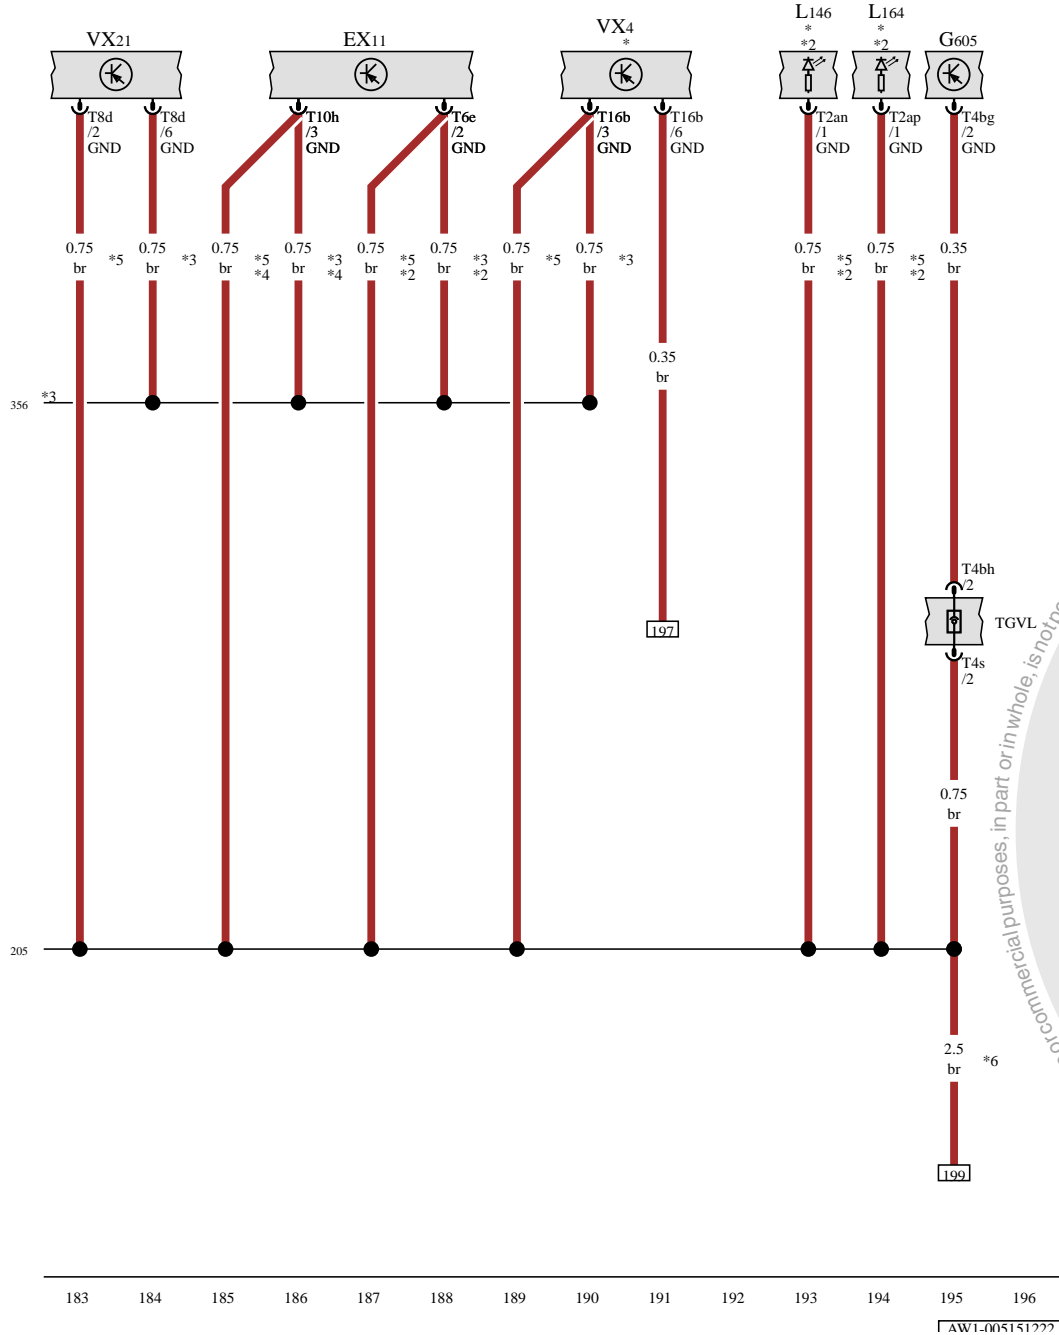 L146
*
*2
L164
*
*2
VX21
EX11
VX4
*
G605
T8d
/2
GND
T8d
/6
GND
T10h
/3
GND
T6e
/2
GND
T16b
/3
GND
T16b
/6
GND
T2an
/1
GND
T2ap
/1
GND
T4bg
/2
GND
0.75
br
*5
0.75
br
*3
0.75
br
*5
*4
0.75
br
*3
*4
0.75
br
*5
*2
0.75
br
*3
*2
0.75
br
*5
0.75
br
*3
0.75
br
*5
*2
0.75
br
*5
*2
0.35
br
0.35
br
356
*3
T4bh
/2
TGVL
T4s
/2
197
0.75
br
or commercial purposes, in part or in whole, is not pe
205
2.5
br
*6
199
183 184 185 186 187 188 189 190 191 192 193 194 195 196
AW1-005151222